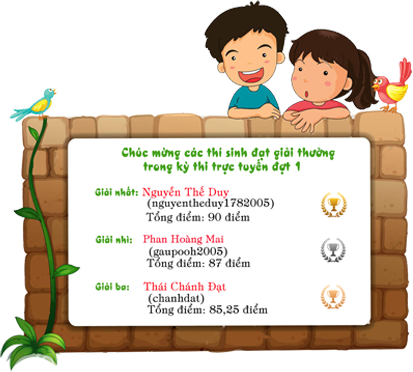 Chúc mừng các thí sinh đạt giải thưởng
trong kỳ thi trực tuyến đợt 1
Giải nhất: Nguyễn Thế Duy
(nguyentheduy1782005)
Tổng điểm: 90 điểm
Giải nhì: Phan Hoàng Mai
(gaupooh2005)
Tổng điểm: 87 điểm
Giải ba: Thái Chánh Đạt
(chanhdat)
Tổng điểm: 85,25 điểm